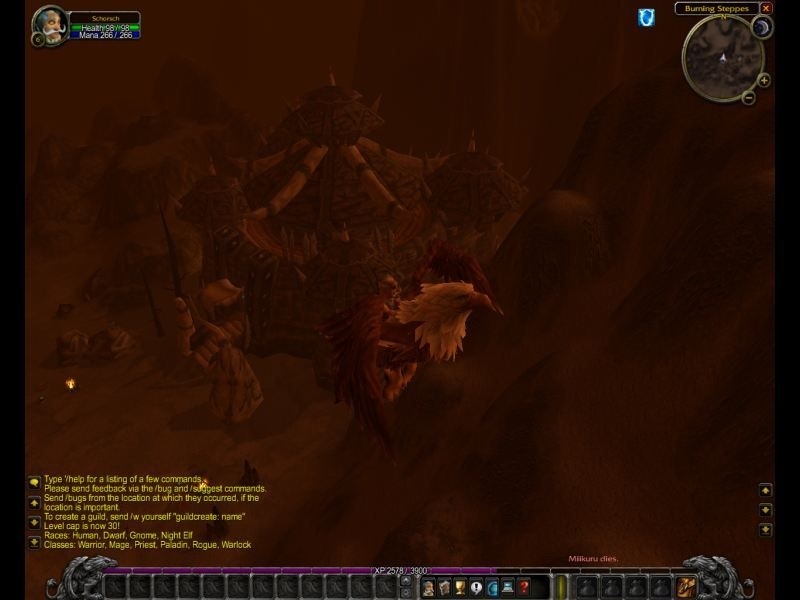 Schorsch
Burning Steppes
N
Health 98 / 98
Mana 266 / 266
6
Type '/help for a listing of a few commands.
Please send feedback via the /bug and /suggest commands.
Send /bugs from the location at which they occurred, if the
location is important.
To create a guild, send /w yourself "guildcreate: name"
Level cap is now 30!
Races: Human, Dwarf, Gnome, Night Elf
Classes: Warrior, Mage, Priest, Paladin, Rogue, Warlock
Miikuru dies.
XP 2578 / 3900